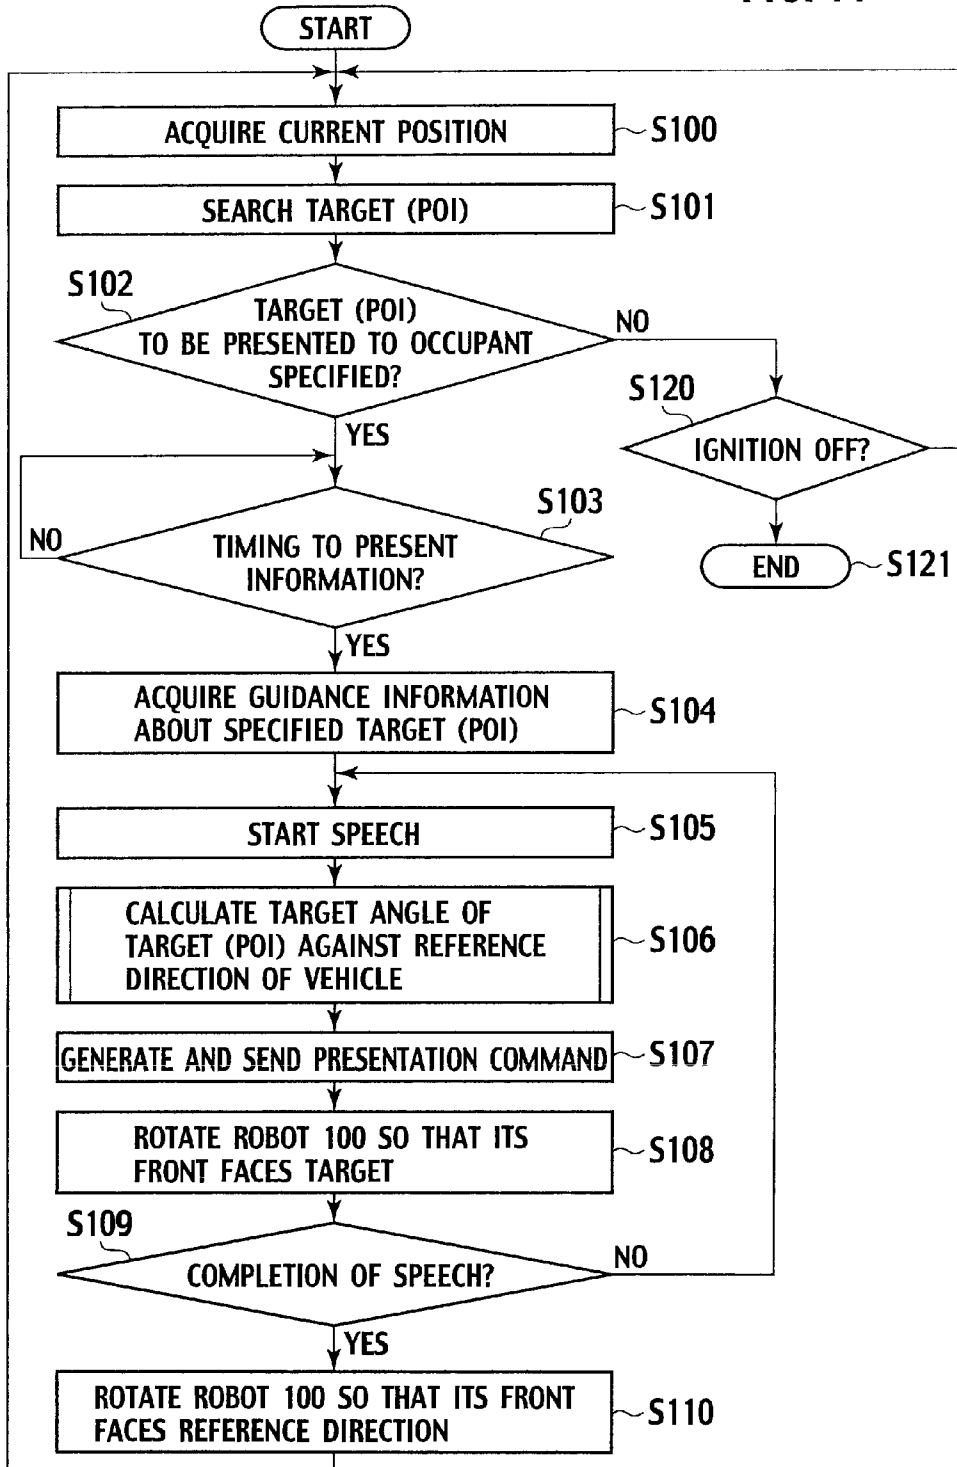 START
ACQUIRE CURRENT POSITION
S100
SEARCH TARGET (POI)
S101
S102
TARGET (POI)
TO BE PRESENTED TO OCCUPANT
SPECIFIED?
NO
YES
S120
IGNITION OFF?
S103
NO
TIMING TO PRESENT
INFORMATION?
END
S121
YES
ACQUIRE GUIDANCE INFORMATION
ABOUT SPECIFIED TARGET (POI)
S104
START SPEECH
S105
CALCULATE TARGET ANGLE OF
TARGET (POI) AGAINST REFERENCE
DIRECTION OF VEHICLE
S106
GENERATE AND SEND PRESENTATION COMMAND
S107
ROTATE ROBOT 100 SO THAT ITS
FRONT FACES TARGET
S108
S109
COMPLETION OF SPEECH?
NO
YES
ROTATE ROBOT 100 SO THAT ITS FRONT
FACES REFERENCE DIRECTION
S110